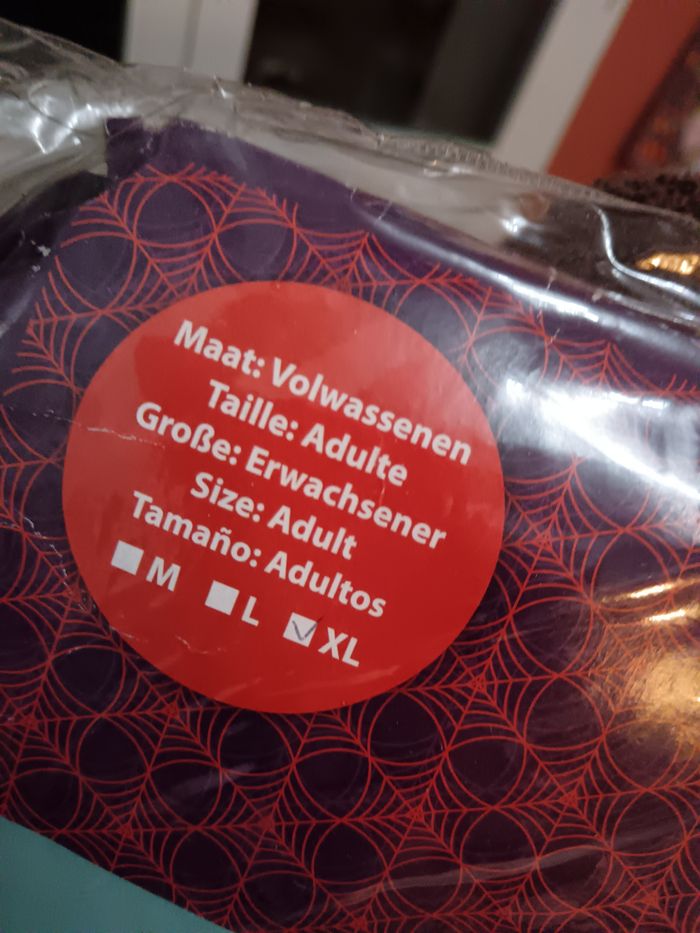 Maat: Volwassenen
Taille: Adulte
Große: Erwachsener
Size: Adult
Tamaño: Adultos
M L XL